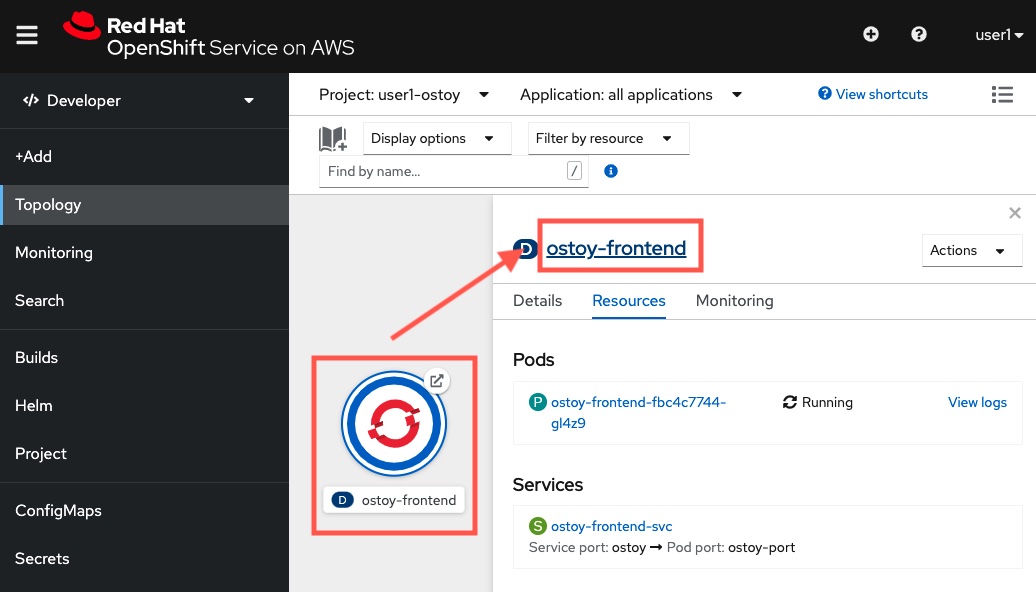 Red Hat
OpenShift Service on AWS
user1
Developer
+Add
Topology
Monitoring
Search
Builds
Helm
Project
ConfigMaps
Secrets
Project: user1-ostoy
Application: all applications
View shortcuts
Display options
Filter by resource
Find by name...
/
D ostoy-frontend
D ostoy-frontend
Actions
Details Resources Monitoring
Pods
P ostoy-frontend-fbc4c7744-
gl4z9
Running
View logs
Services
S ostoy-frontend-svc
Service port: ostoy → Pod port: ostoy-port